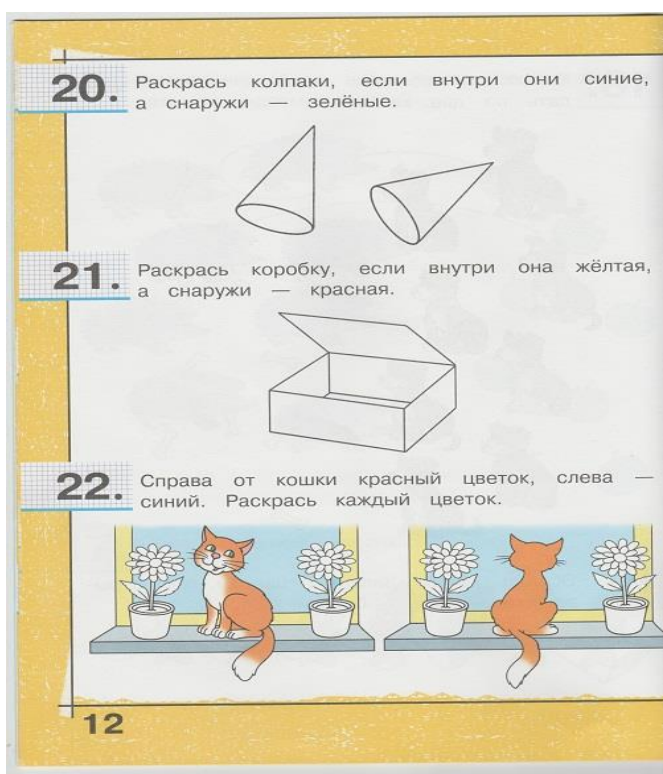 20. Раскрась колпаки, если внутри они синие,
а снаружи — зелёные.
21. Раскрась коробку, если внутри она жёлтая,
а снаружи — красная.
22. Справа от кошки красный цветок, слева —
синий. Раскрась каждый цветок.
12